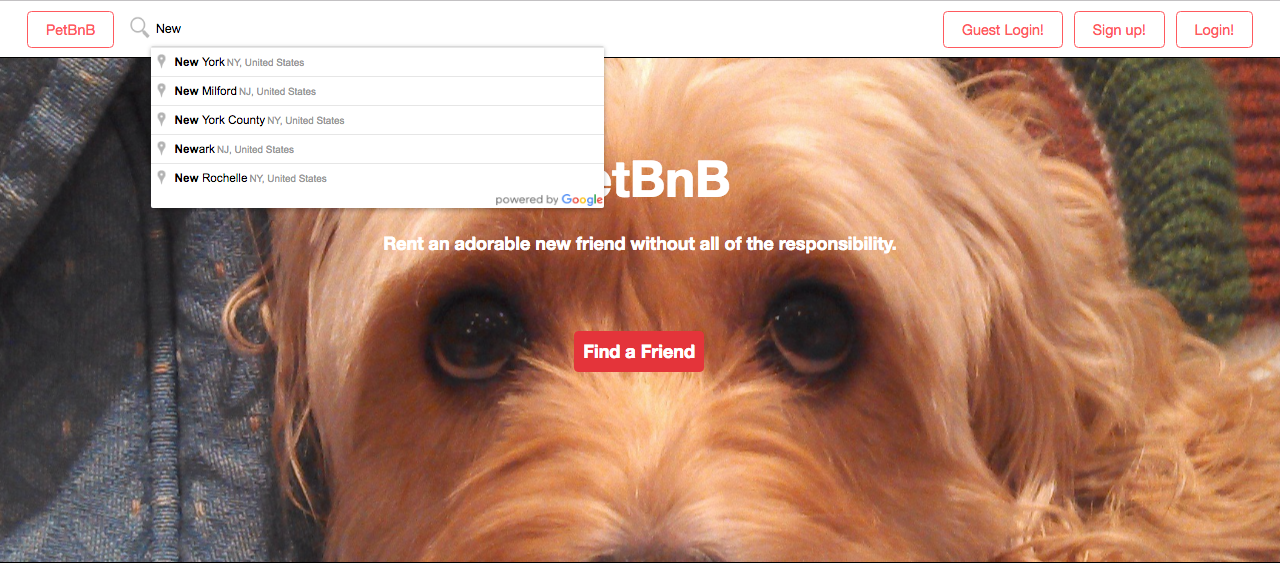 PetBnB
New
Guest Login!
Sign up!
Login!
New York NY, United States
New Milford NJ, United States
New York County NY, United States
Newark NJ, United States
New Rochelle NY, United States
powered by Google
etBnB
Rent an adorable new friend without all of the responsibility.
Find a Friend